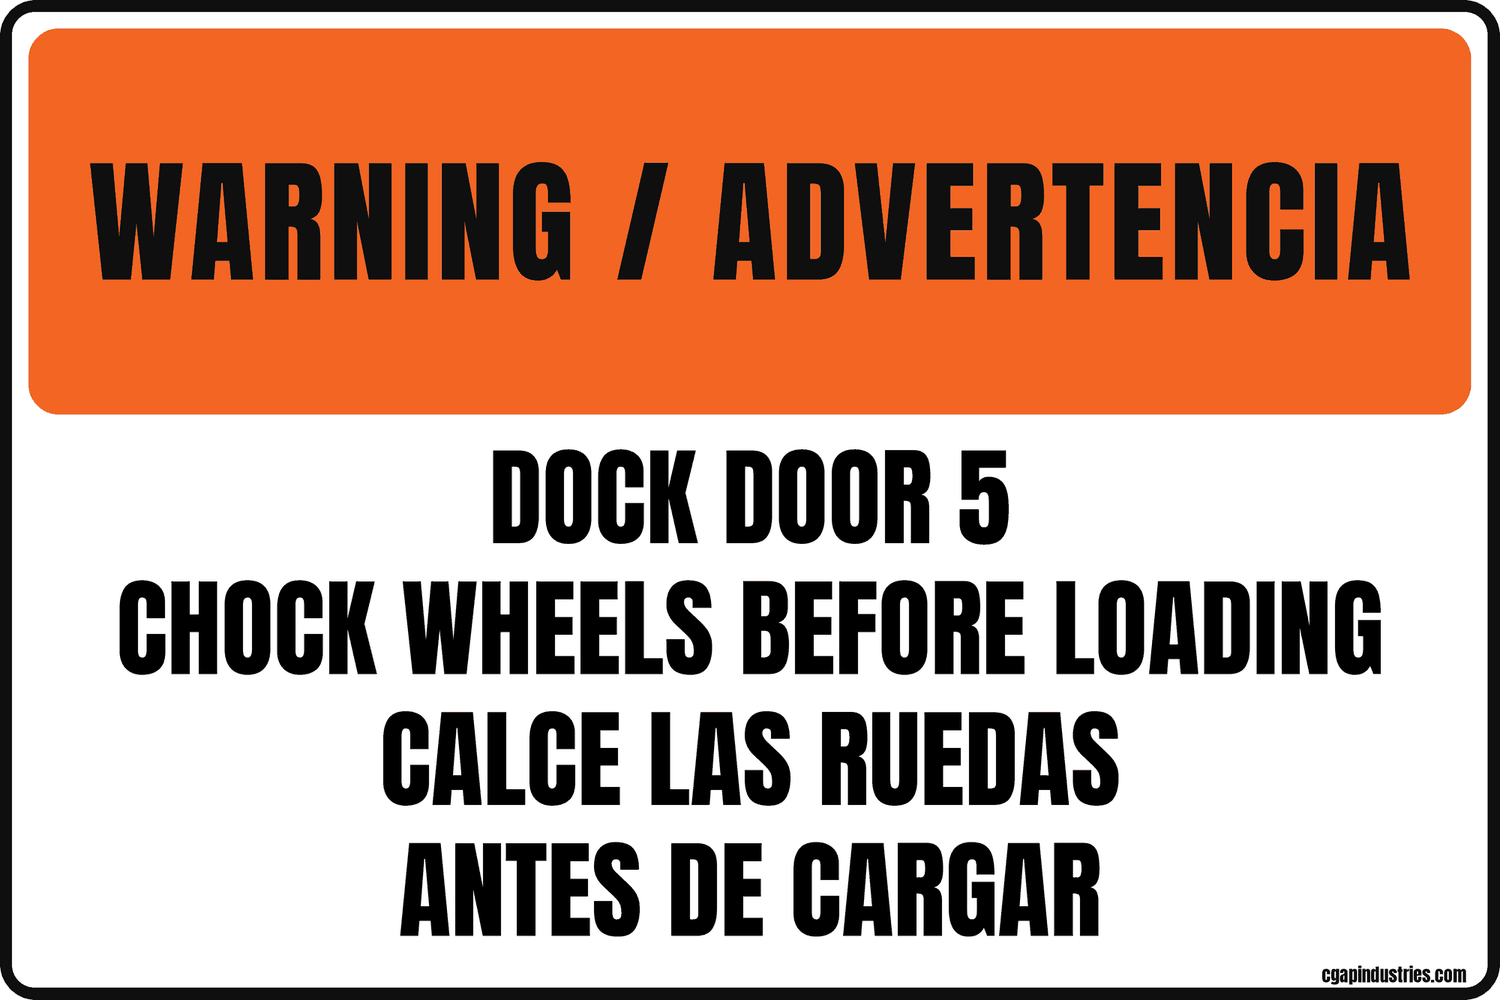 WARNING / ADVERTENCIA
DOCK DOOR 5
CHOCK WHEELS BEFORE LOADING
CALCE LAS RUEDAS
ANTES DE CARGAR
cgapindustries.com